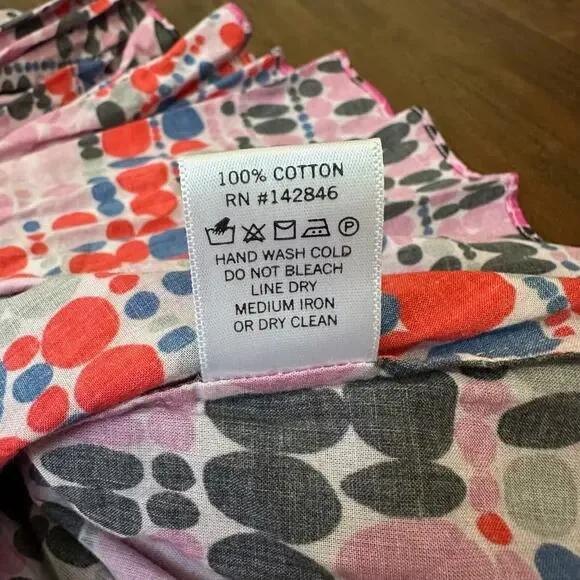 100% COTTON
RN #142846
P
HAND WASH COLD
DO NOT BLEACH
LINE DRY
MEDIUM IRON
OR DRY CLEAN